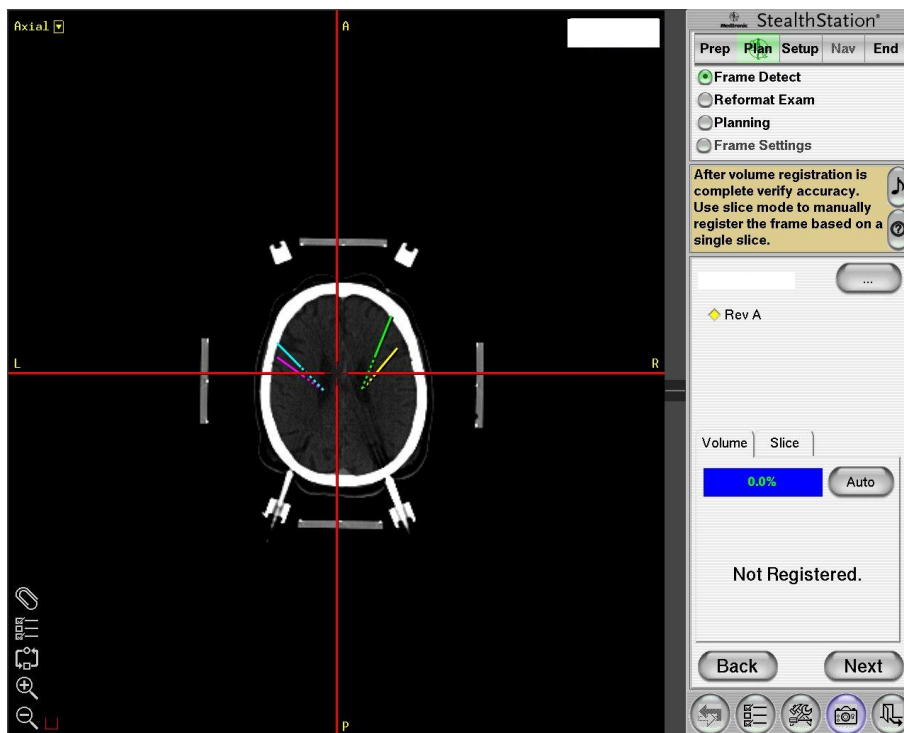 Axial
A
L
R
P
Medtronic
StealthStation®
Prep Plan Setup Nav End
Frame Detect
Reformat Exam
Planning
Frame Settings
After volume registration is
complete verify accuracy.
Use slice mode to manually
register the frame based on a
single slice.
...
Rev A
Volume Slice
0.0% Auto
Not Registered.
Back Next